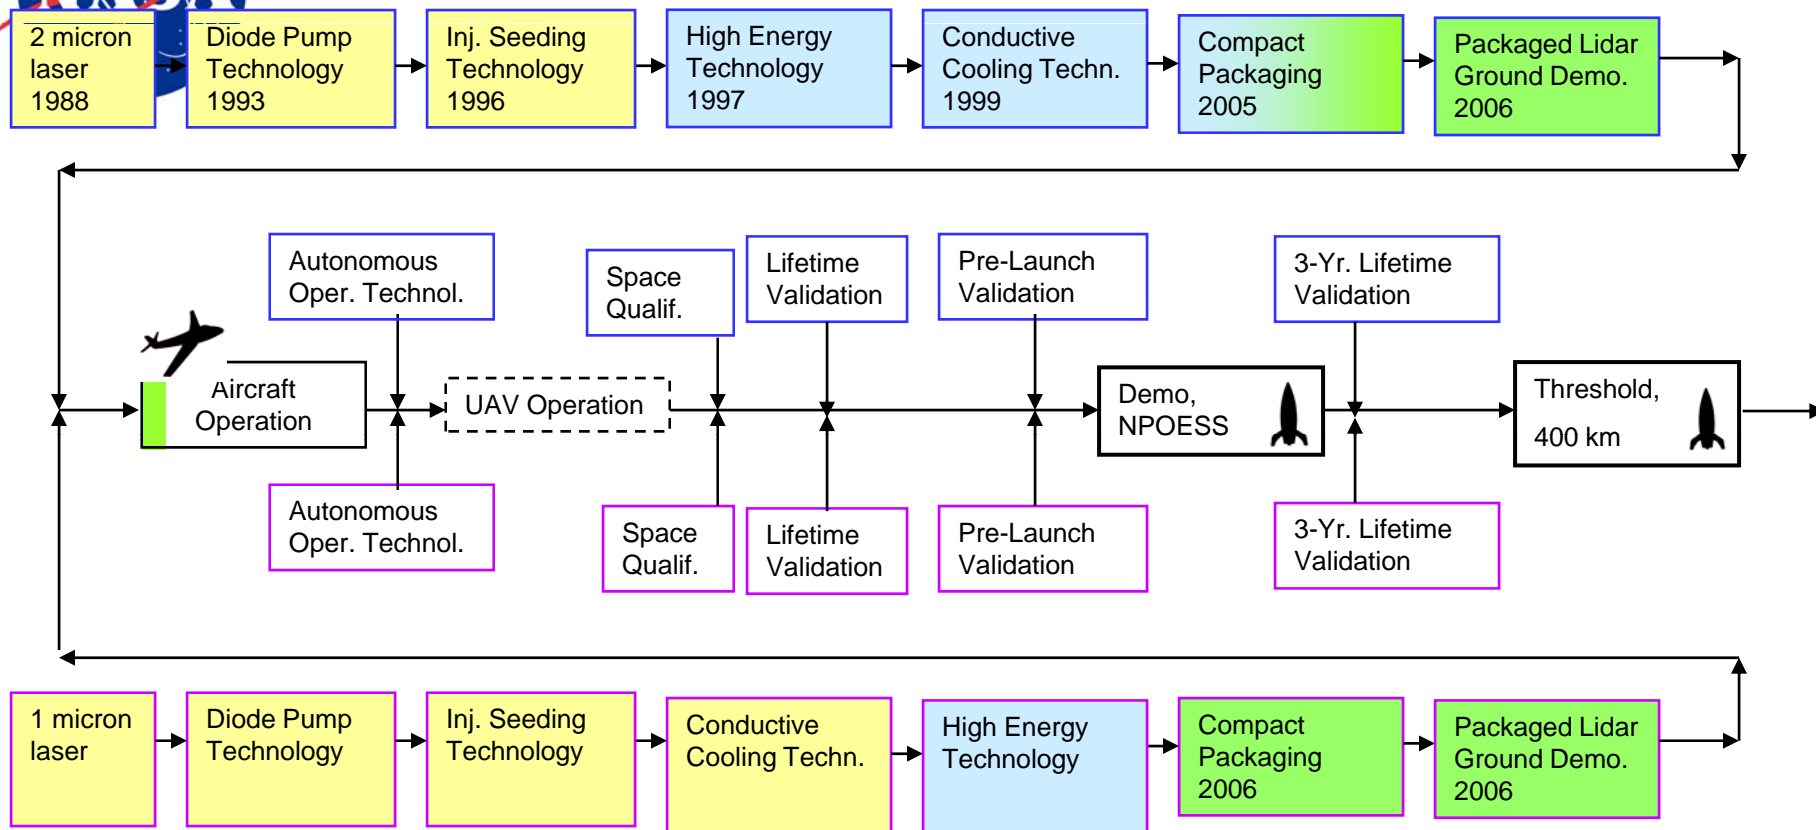 2 micron
laser
1988
Diode Pump
Technology
1993
Inj. Seeding
Technology
1996
High Energy
Technology
1997
Conductive
Cooling Techn.
1999
Compact
Packaging
2005
Packaged Lidar
Ground Demo.
2006
Autonomous
Oper. Technol.
Space
Qualif.
Lifetime
Validation
Pre-Launch
Validation
3-Yr. Lifetime
Validation
Aircraft
Operation
UAV Operation
Demo,
NPOESS
Threshold,
400 km
Autonomous
Oper. Technol.
Space
Qualif.
Lifetime
Validation
Pre-Launch
Validation
3-Yr. Lifetime
Validation
1 micron
laser
Diode Pump
Technology
Inj. Seeding
Technology
Conductive
Cooling Techn.
High Energy
Technology
Compact
Packaging
2006
Packaged Lidar
Ground Demo.
2006